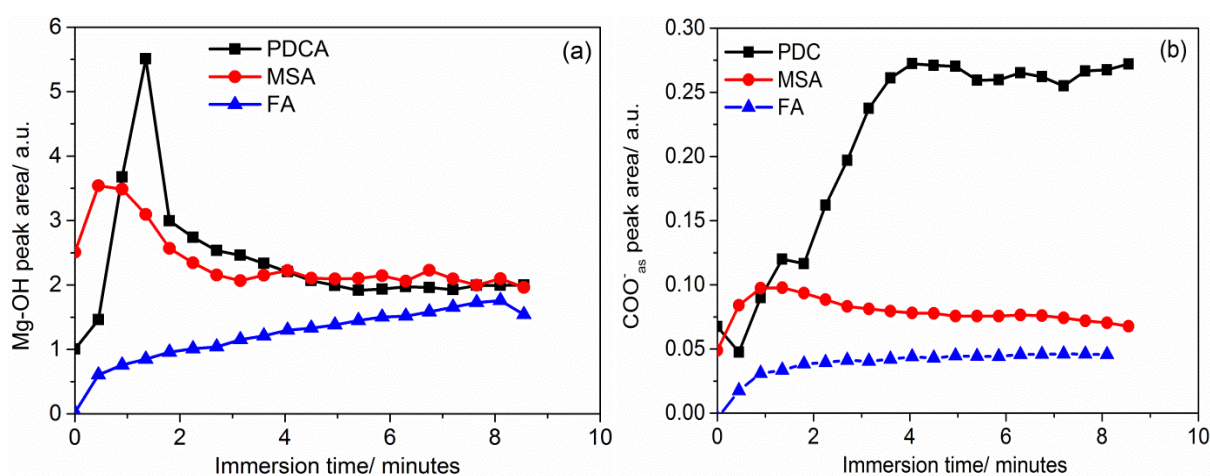 6
5
4
3
2
1
0
Mg-OH peak area/ a.u.
PDCA
MSA
FA
(a)
0 2 4 6 8 10
Immersion time/ minutes
0.30
0.25
0.20
0.15
0.10
0.05
0.00
COO⁻as peak area/ a.u.
PDC
MSA
FA
(b)
0 2 4 6 8 10
Immersion time/ minutes